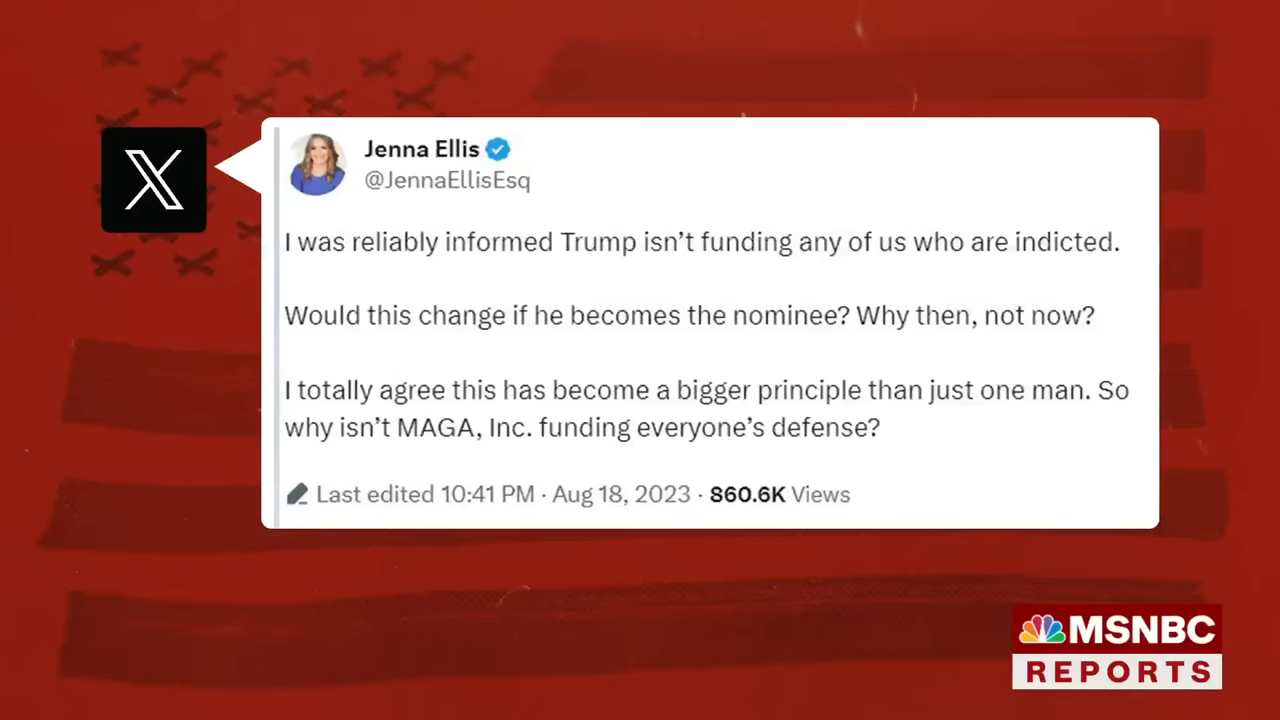 Jenna Ellis
@JennaEllisEsq
I was reliably informed Trump isn’t funding any of us who are indicted.
Would this change if he becomes the nominee? Why then, not now?
I totally agree this has become a bigger principle than just one man. So
why isn’t MAGA, Inc. funding everyone’s defense?
Last edited 10:41 PM · Aug 18, 2023 · 860.6K Views
MSNBC
REPORTS